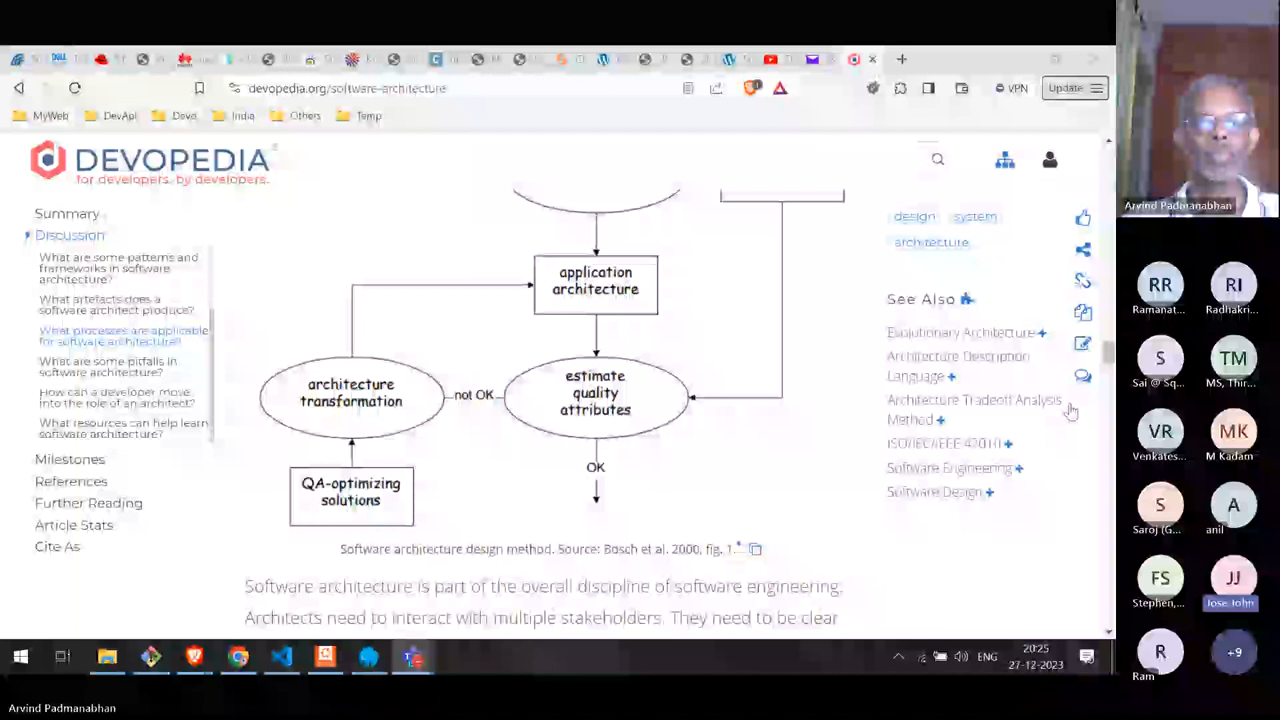 devopedia.org/software-architecture
VPN
Update
MyWeb
DevApi
Devo
India
Others
Temp
DEVOPEDIA
for developers. by developers.
Summary
Discussion
What are some patterns and
frameworks in software
architecture?
What artefacts does a
software architect produce?
What processes are applicable
for software architecture?
What are some pitfalls in
software architecture?
How can a developer move
into the role of an architect?
What resources can help learn
software architecture?
Milestones
References
Further Reading
Article Stats
Cite As
application
architecture
architecture
transformation
not OK
estimate
quality
attributes
QA-optimizing
solutions
OK
Software architecture design method. Source: Bosch et al. 2000, fig. 1.
Software architecture is part of the overall discipline of software engineering.
Architects need to interact with multiple stakeholders. They need to be clear
design system
architecture
See Also
Evolutionary Architecture
Architecture Description
Language
Architecture Tradeoff Analysis
Method
ISO/IEC/IEEE 42010
Software Engineering
Software Design
ENG
20:25
27-12-2023
Arvind Padmanabhan
RR
Ramanat...
RI
Radhakri...
S
Sai @ Sq...
TM
MS, Thir...
VR
Venkates...
MK
M Kadam
S
Saroj (G...
A
anil
FS
Stephen,...
JJ
Jose John
R
Ram
+9
Arvind Padmanabhan